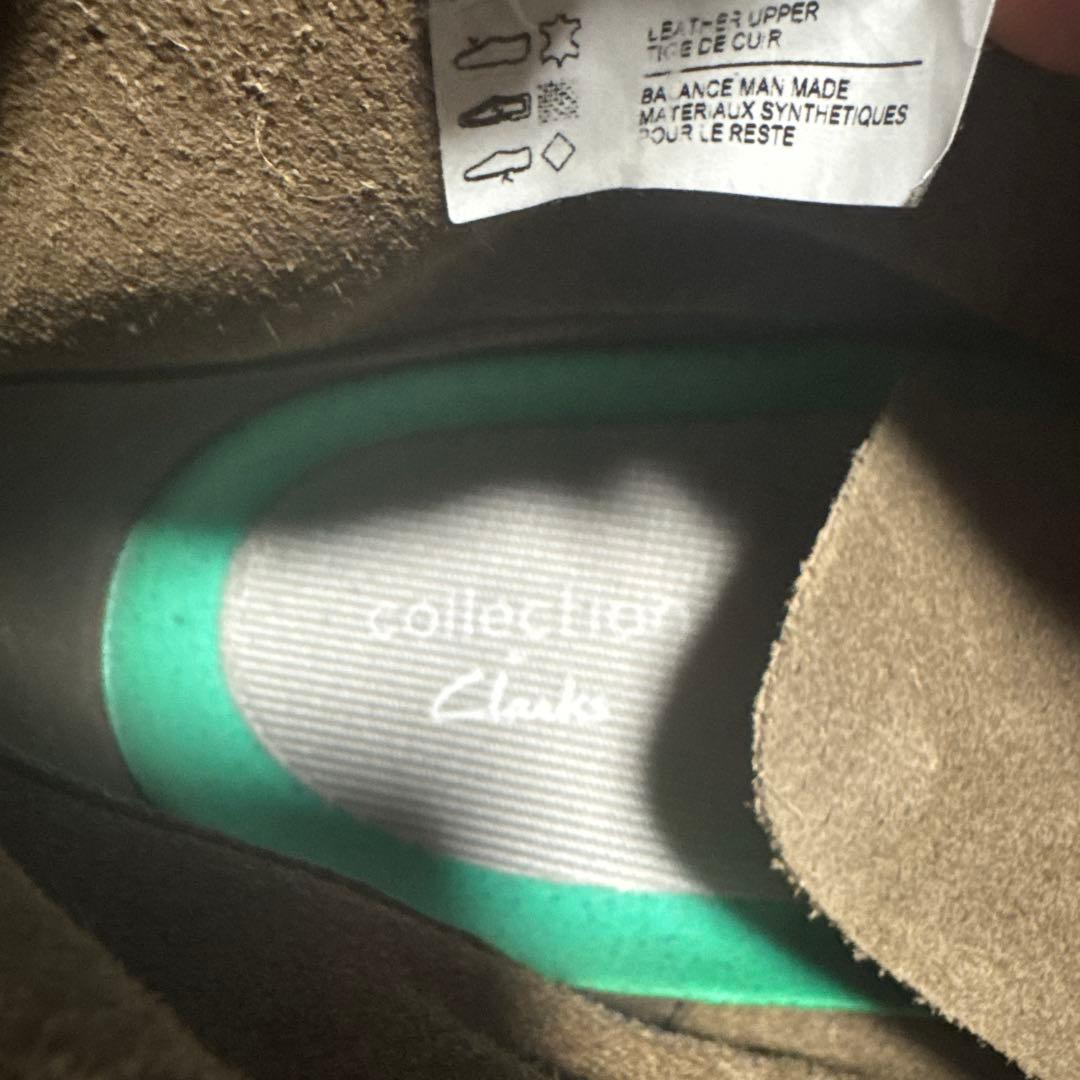 LEATHER UPPER
TIGE DE CUIR
BALANCE MAN MADE
MATERIAUX SYNTHETIQUES
POUR LE RESTE
collection
Clarks